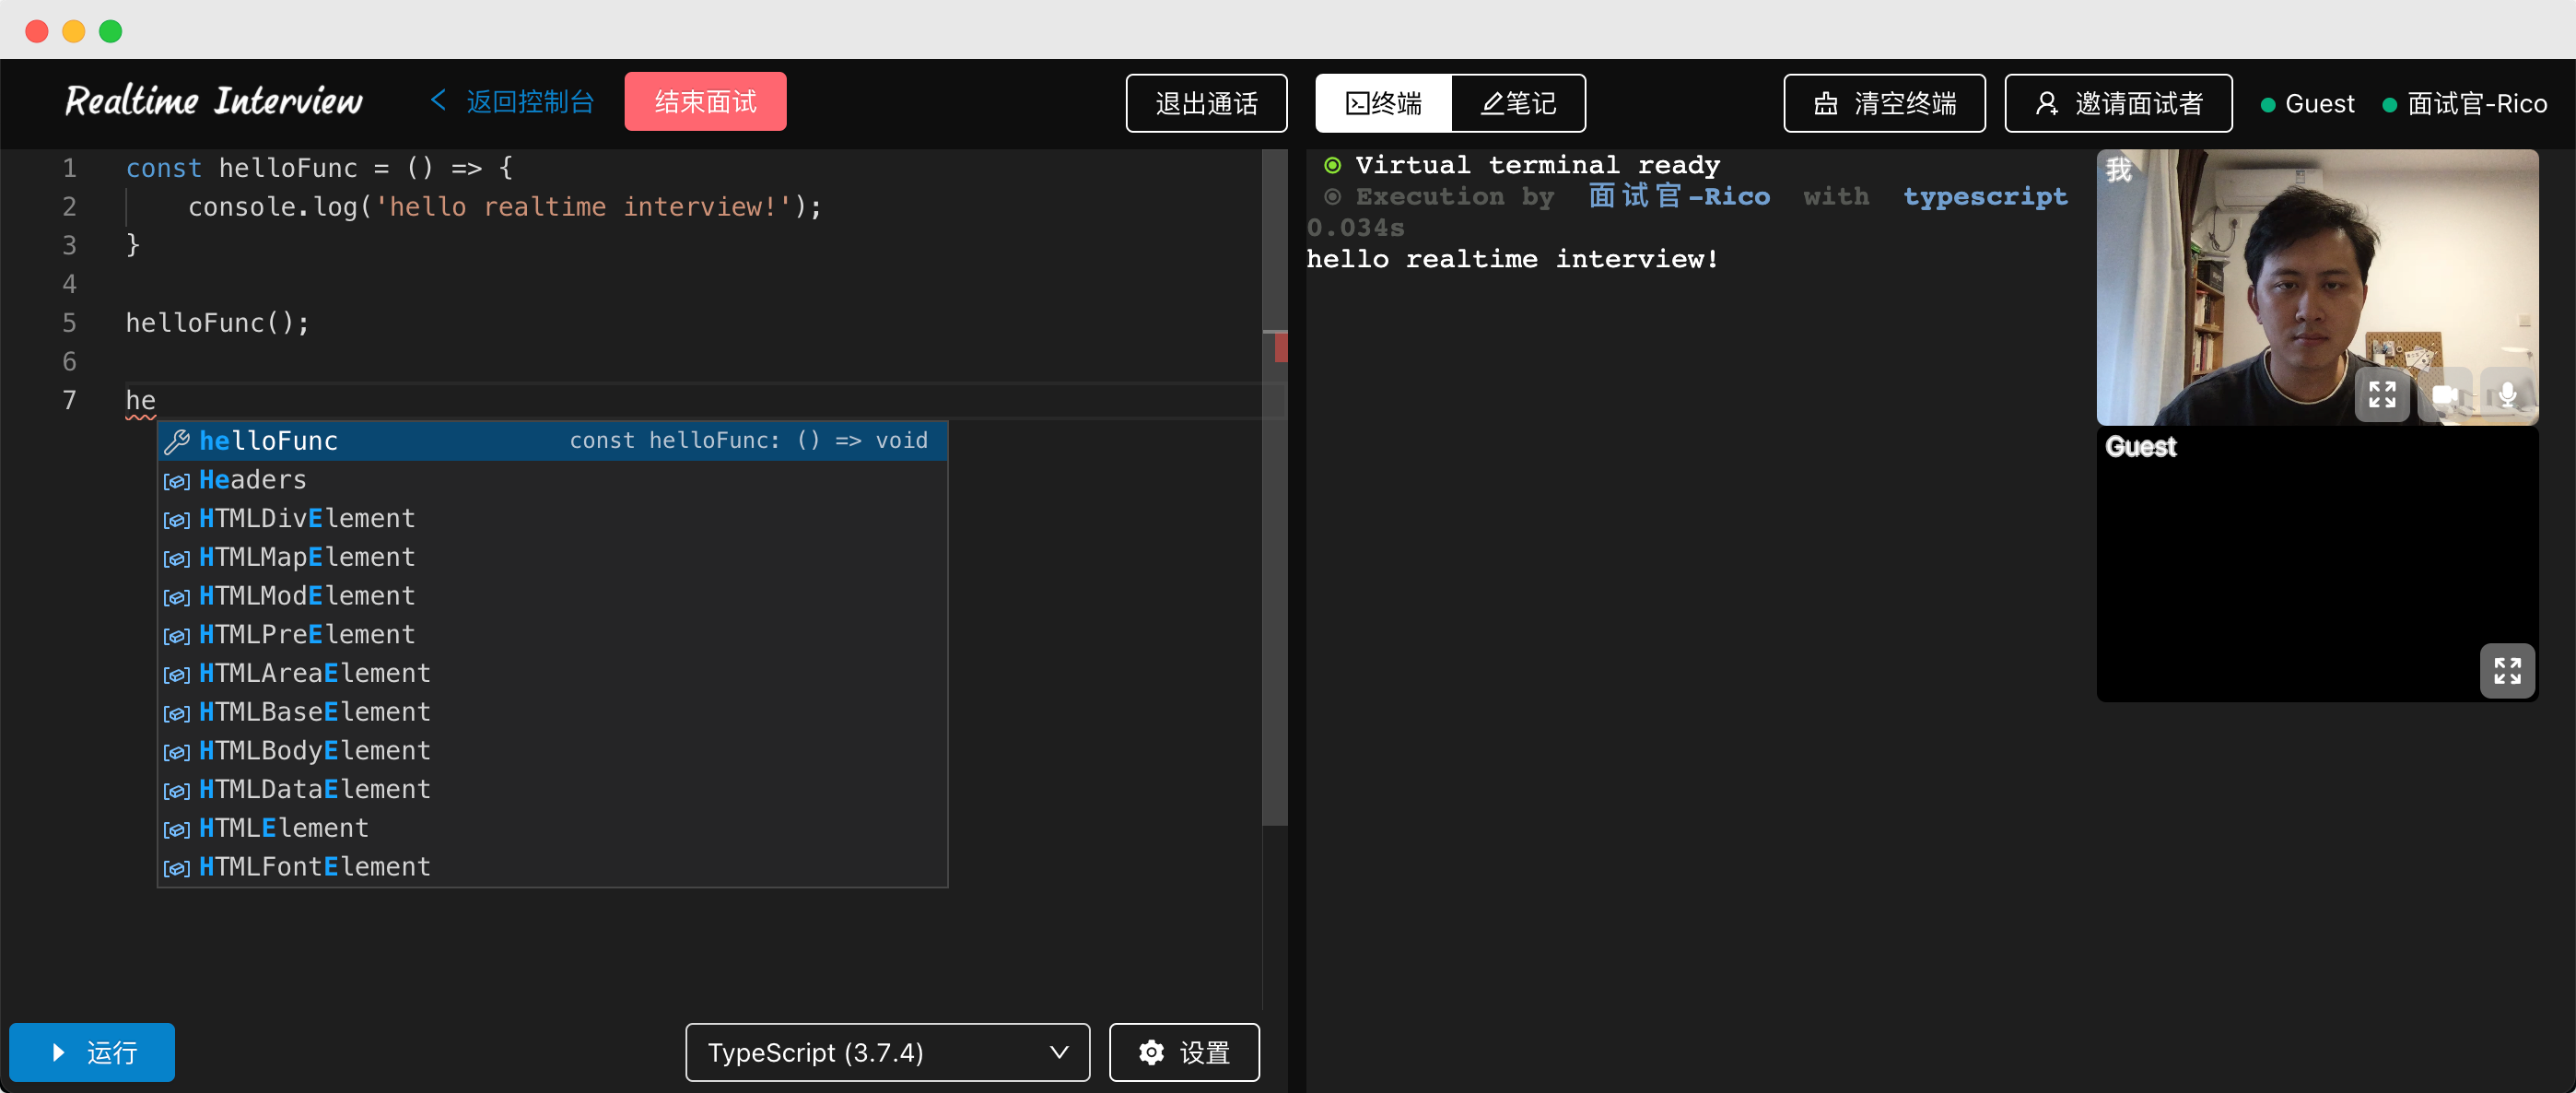 Realtime Interview
返回控制台
结束面试
退出通话
终端
笔记
清空终端
邀请面试者
Guest
面试官-Rico
1 const helloFunc = () => {
2 console.log('hello realtime interview!');
3 }
4
5 helloFunc();
6
7 he
helloFunc const helloFunc: () => void
Headers
HTMLDivElement
HTMLMapElement
HTMLModElement
HTMLPreElement
HTMLAreaElement
HTMLBaseElement
HTMLBodyElement
HTMLDataElement
HTMLElement
HTMLFontElement
运行
TypeScript (3.7.4)
设置
Virtual terminal ready
Execution by 面试官-Rico with typescript
0.034s
hello realtime interview!
我
Guest